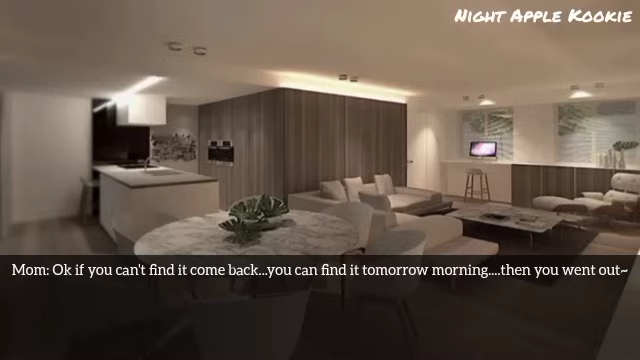 Night Apple Kookie
Mom: Ok if you can't find it come back...you can find it tomorrow morning....then you went out~